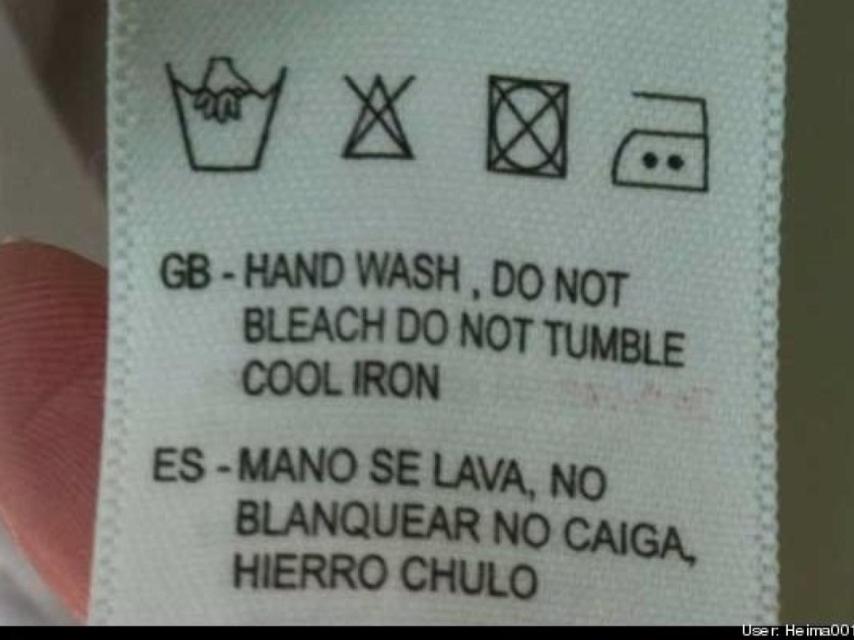 GB - HAND WASH , DO NOT
BLEACH DO NOT TUMBLE
COOL IRON
ES - MANO SE LAVA, NO
BLANQUEAR NO CAIGA,
HIERRO CHULO
User: Heima001